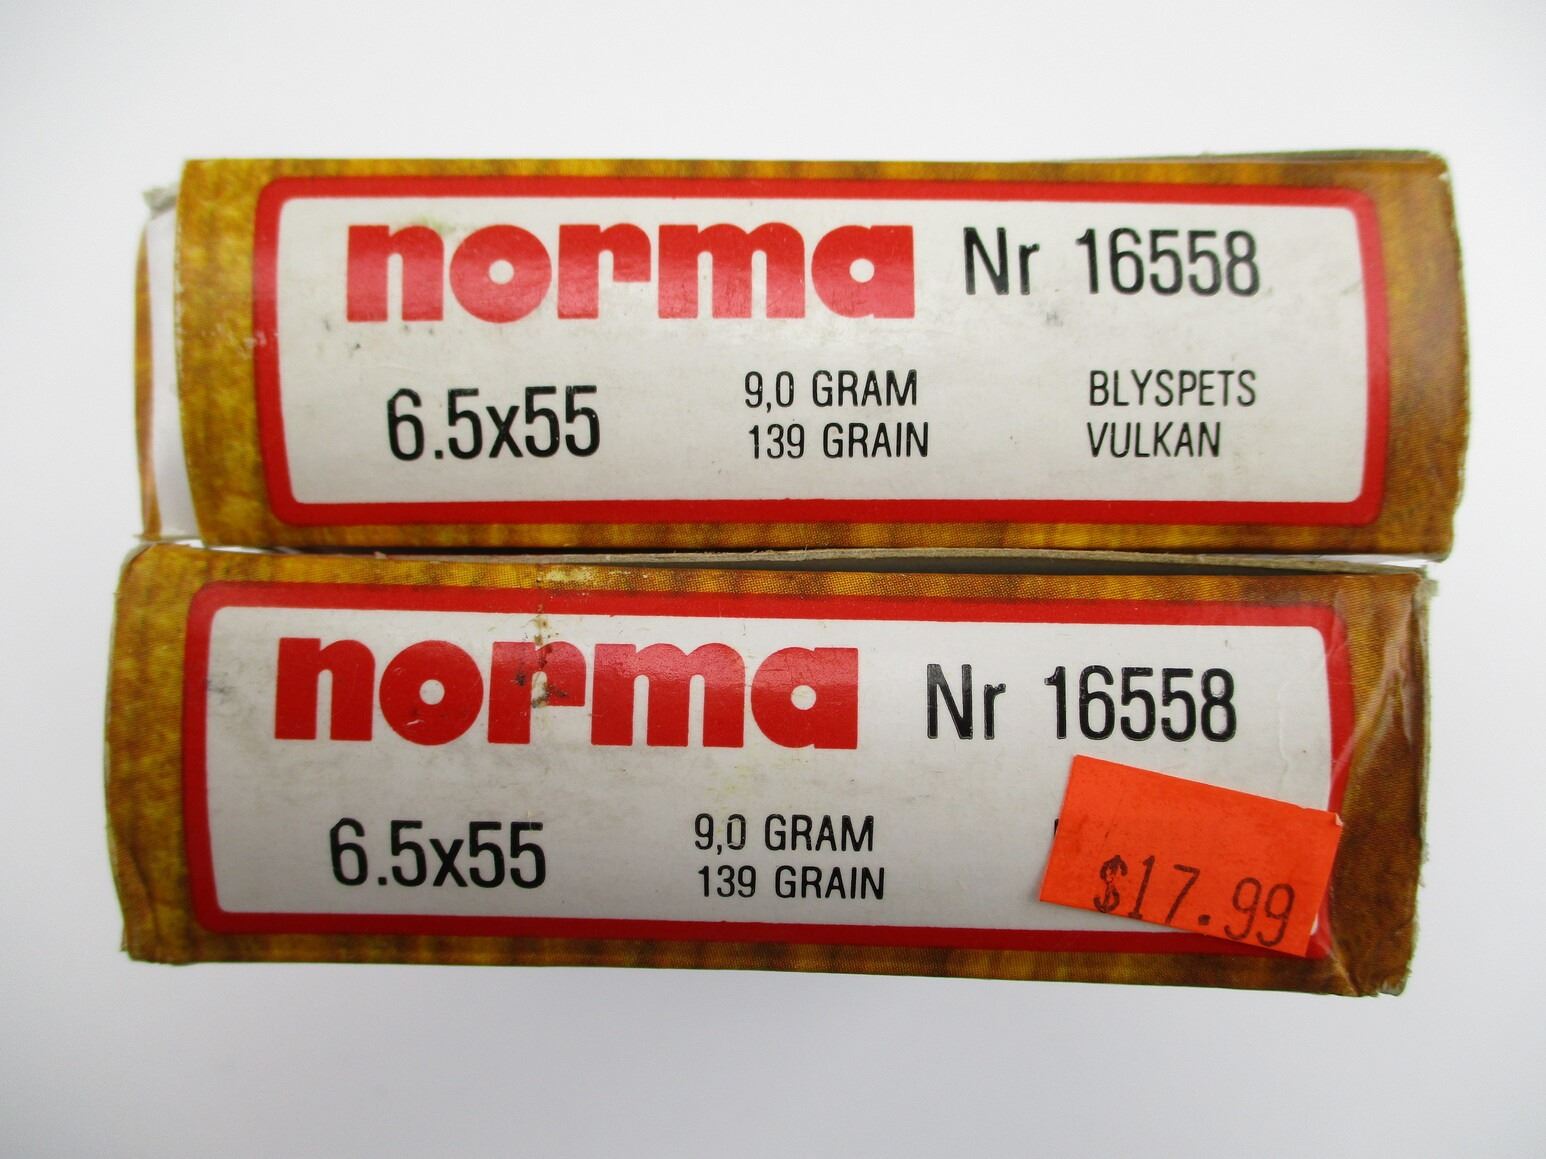 norma Nr 16558
6.5x55 9,0 GRAM BLYSPETS
139 GRAIN VULKAN
norma Nr 16558
6.5x55 9,0 GRAM
139 GRAIN
$17.99